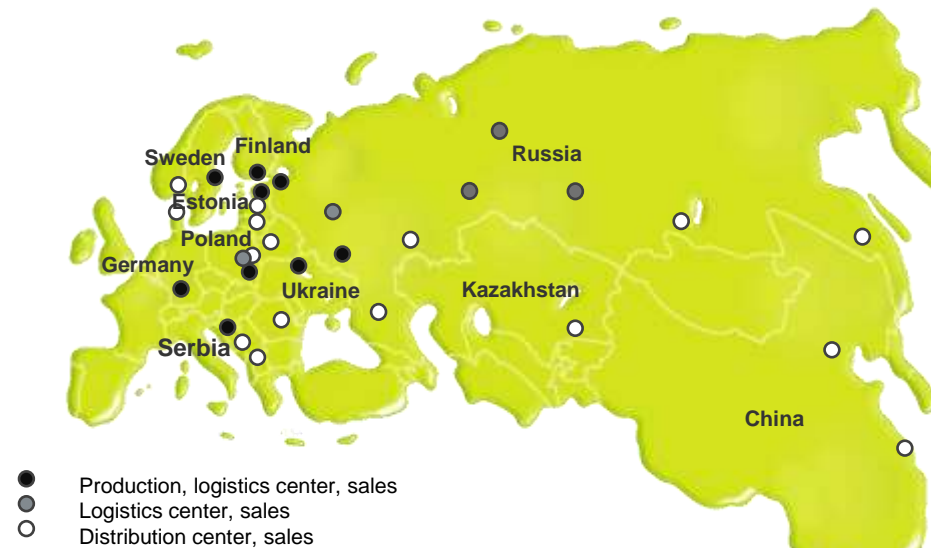 Finland
Sweden
Russia
Estonia
Poland
Germany
Ukraine
Kazakhstan
Serbia
China
Production, logistics center, sales
Logistics center, sales
Distribution center, sales